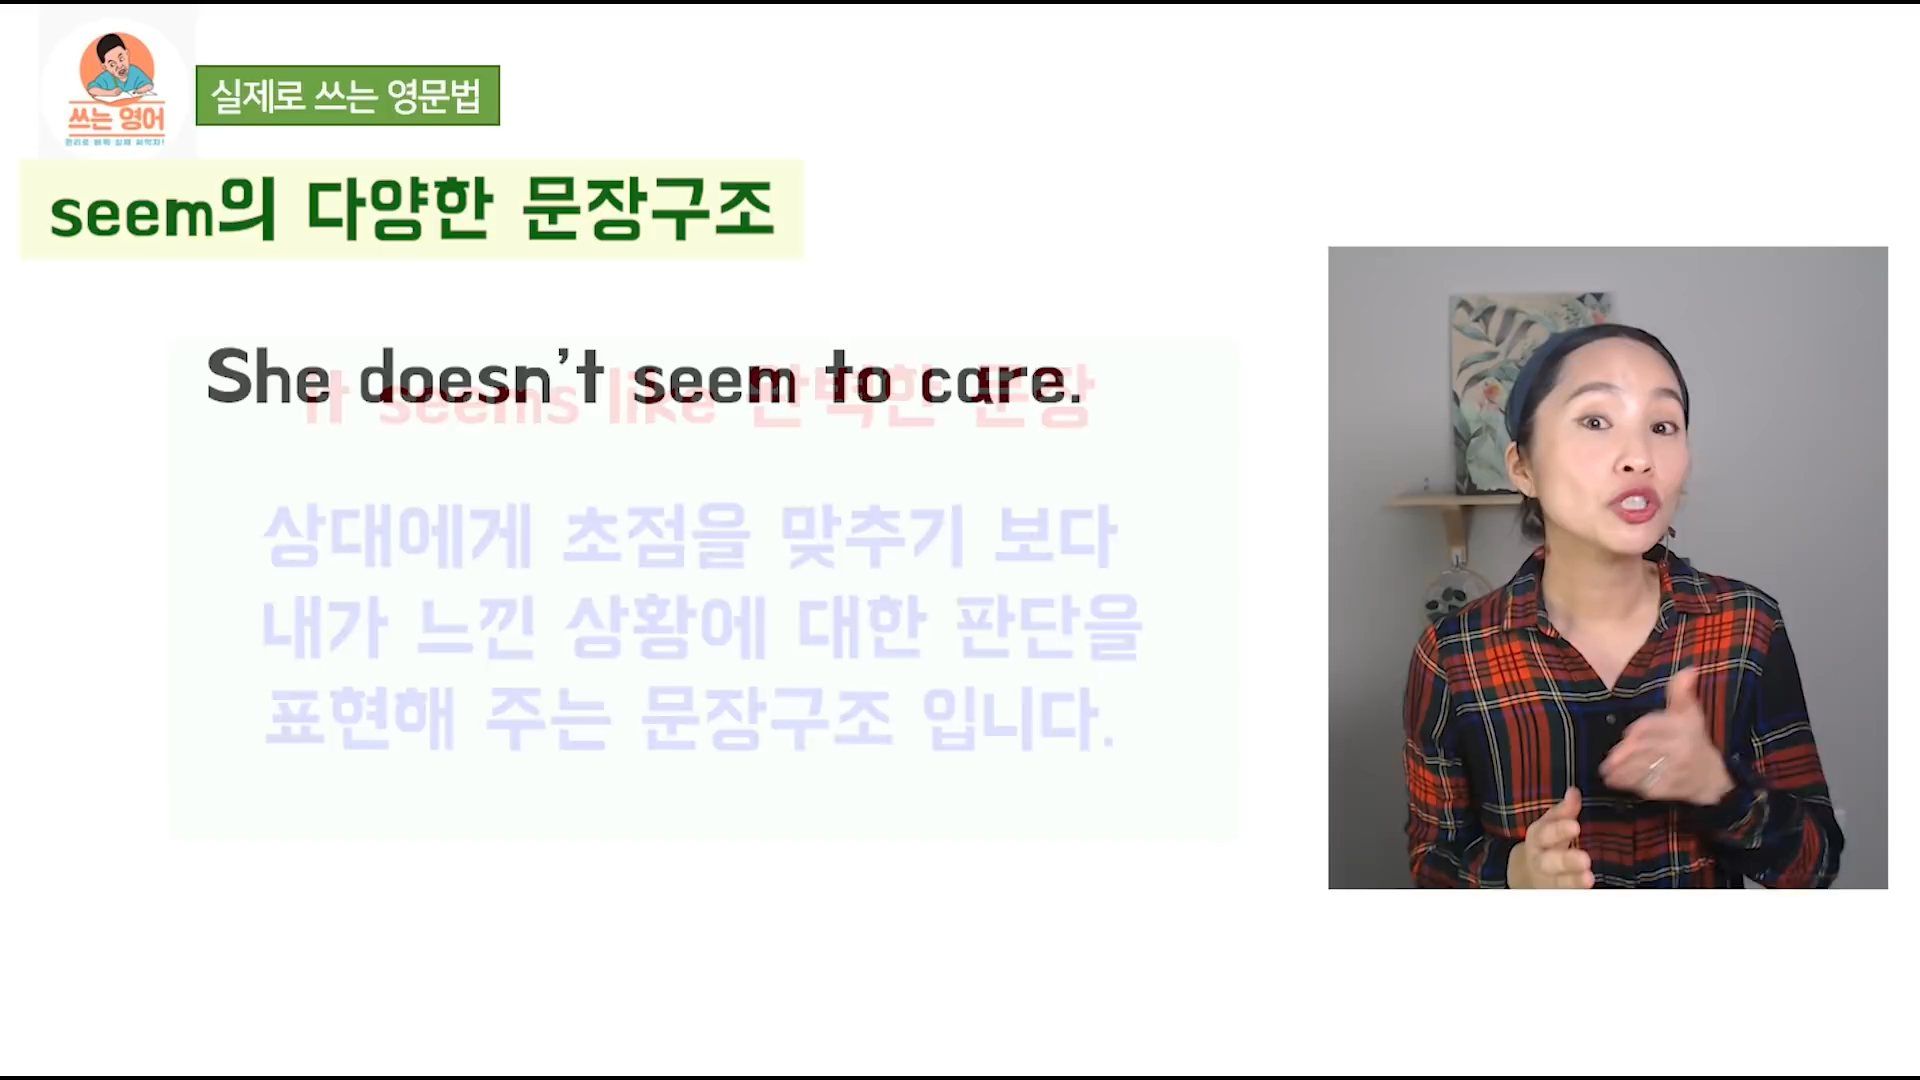 쓰는 영어
실제로 쓰는 영문법
seem의 다양한 문장구조
She doesn't seem to care.
It seems like 완벽한 문장
상대에게 초점을 맞추기 보다
내가 느낀 상황에 대한 판단을
표현해 주는 문장구조 입니다.